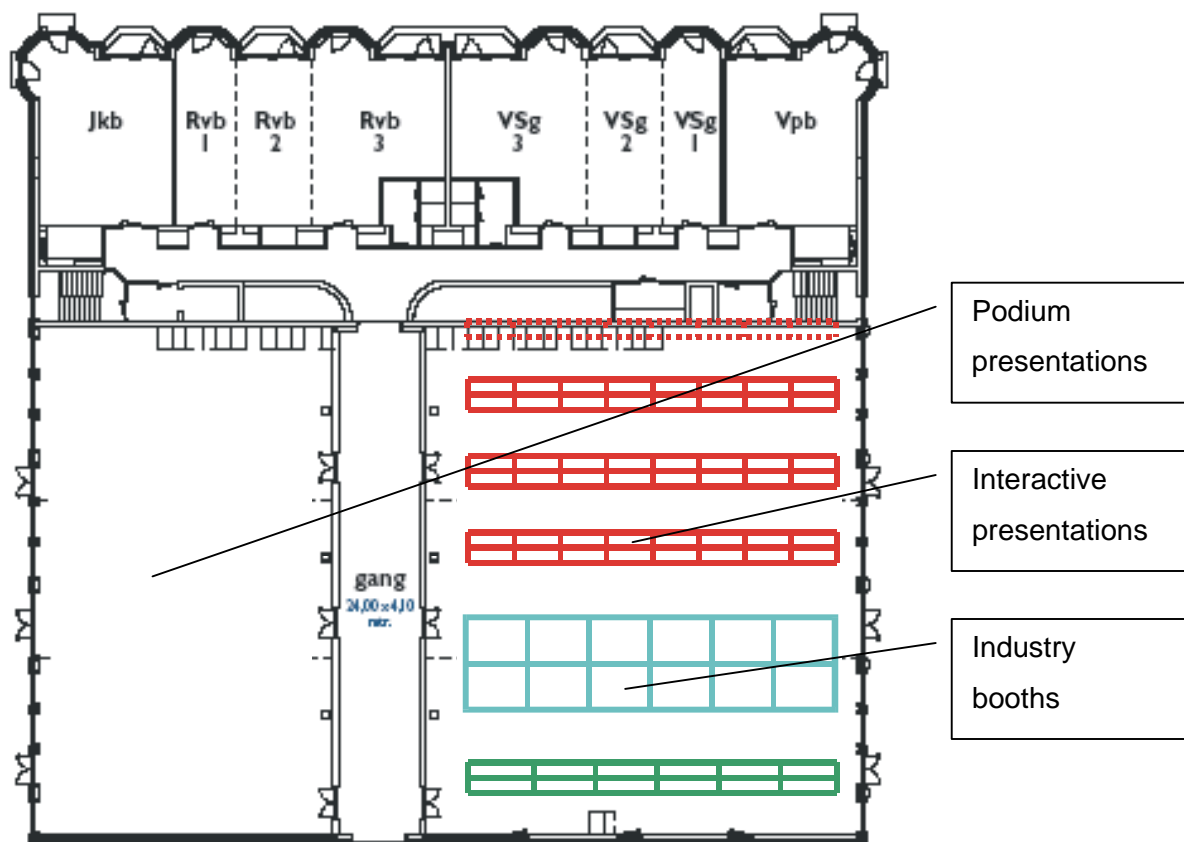 Jkb
Rvb
1
Rvb
2
Rvb
3
VSg
3
VSg
2
VSg
1
Vpb
Podium
presentations
Interactive
presentations
gang
24,00 x 4,10
mtr.
Industry
booths